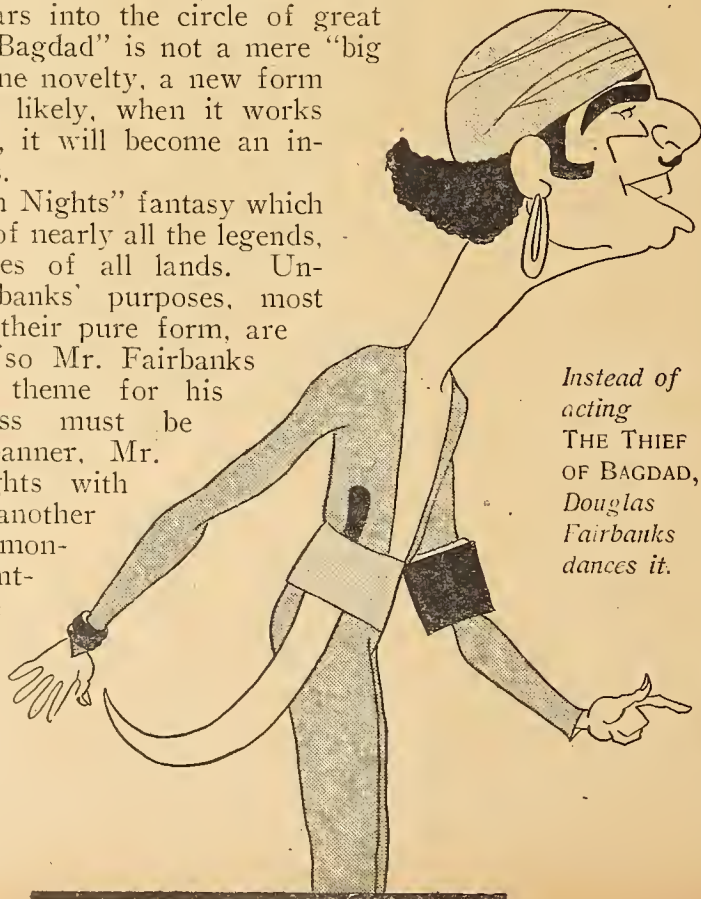 ars into the circle of great
Bagdad” is not a mere “big
ne novelty, a new form
likely, when it works
, it will become an in-
s.
n Nights” fantasy which
of nearly all the legends,
es of all lands. Un-
banks’ purposes, most
their pure form, are
so Mr. Fairbanks
theme for his
ss must be
anner, Mr.
ghts with
another
mon-
nt-
Instead of
acting
THE THIEF
OF BAGDAD,
Douglas
Fairbanks
dances it.